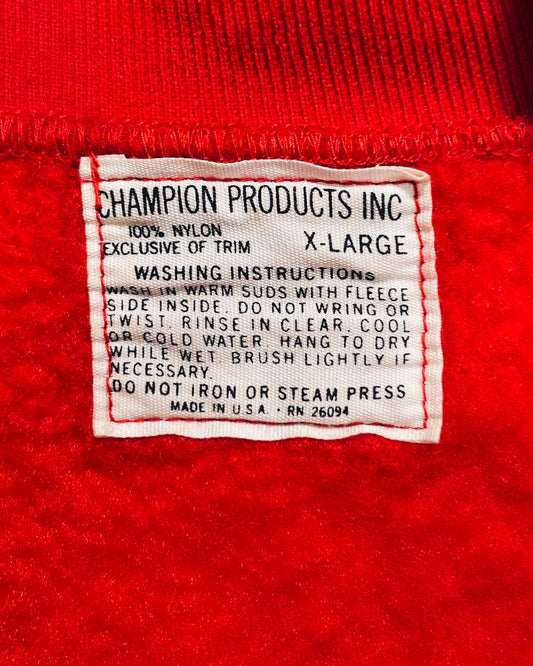 CHAMPION PRODUCTS INC
100% NYLON
EXCLUSIVE OF TRIM X-LARGE
WASHING INSTRUCTIONS
WASH IN WARM SUDS WITH FLEECE
SIDE INSIDE. DO NOT WRING OR
TWIST. RINSE IN CLEAR, COOL
OR COLD WATER. HANG TO DRY
WHILE WET. BRUSH LIGHTLY IF
NECESSARY.
DO NOT IRON OR STEAM PRESS
MADE IN U.S.A. · RN 26094